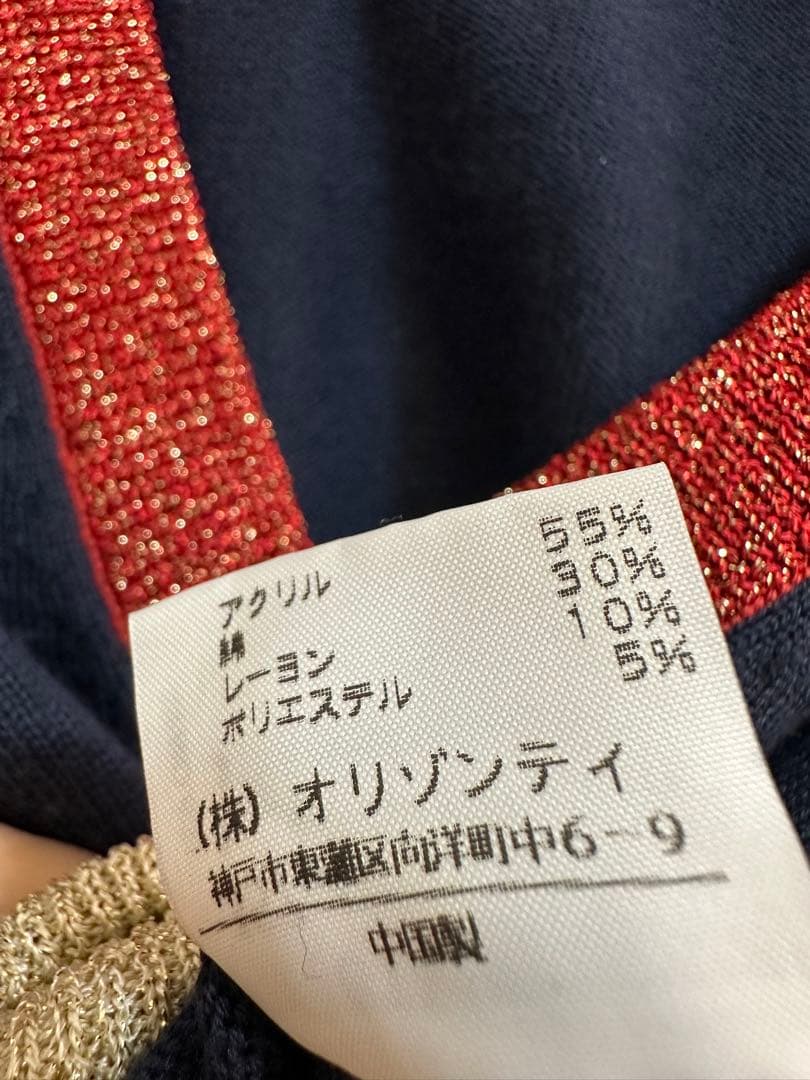 アクリル 55%
綿 30%
レーヨン 10%
ポリエステル 5%
(株) オリゾンティ
神戸市東灘区向洋町中6-9
中国製